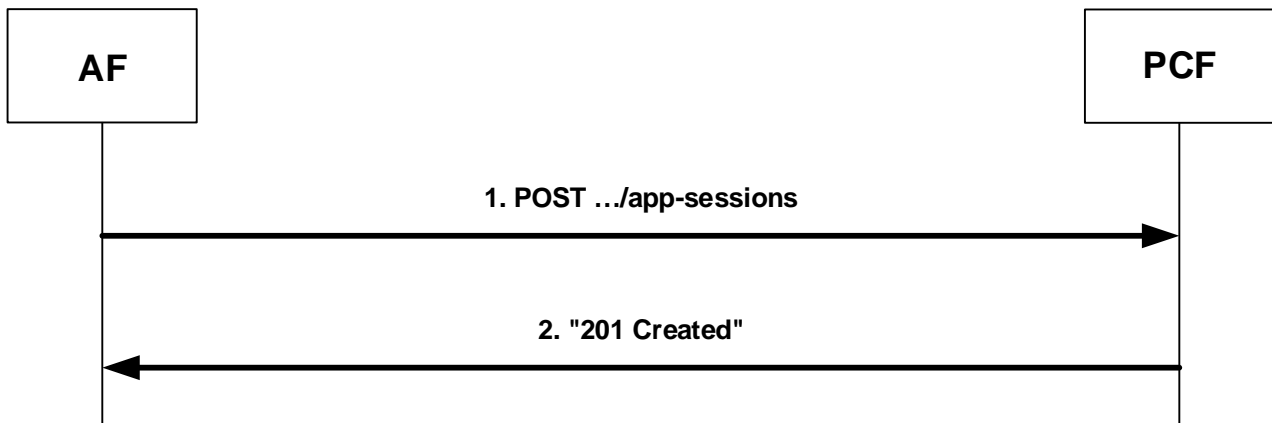 AF
PCF
1. POST …/app-sessions
2. "201 Created"